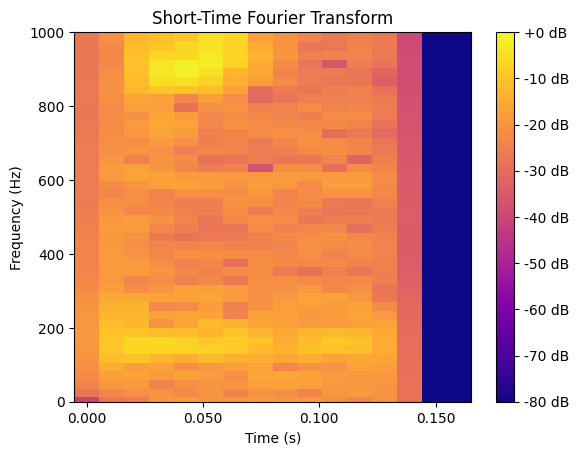 Short-Time Fourier Transform
1000
800
600
400
200
0
Frequency (Hz)
0.000
0.050
0.100
0.150
Time (s)
+0 dB
-10 dB
-20 dB
-30 dB
-40 dB
-50 dB
-60 dB
-70 dB
-80 dB